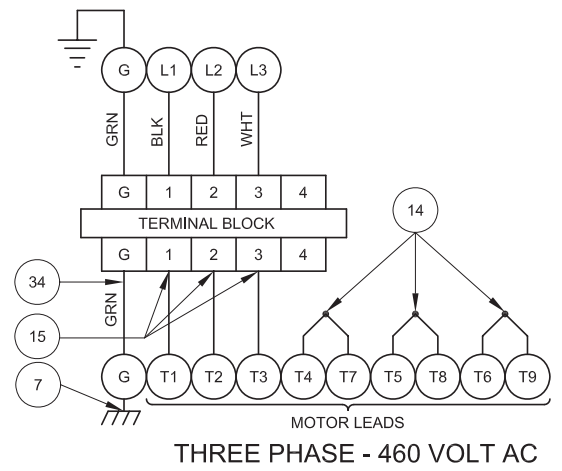 G L1 L2 L3
GRN BLK RED WHT
G 1 2 3 4
TERMINAL BLOCK
G 1 2 3 4
14
34
GRN
15
7
G T1 T2 T3 T4 T7 T5 T8 T6 T9
MOTOR LEADS
THREE PHASE - 460 VOLT AC